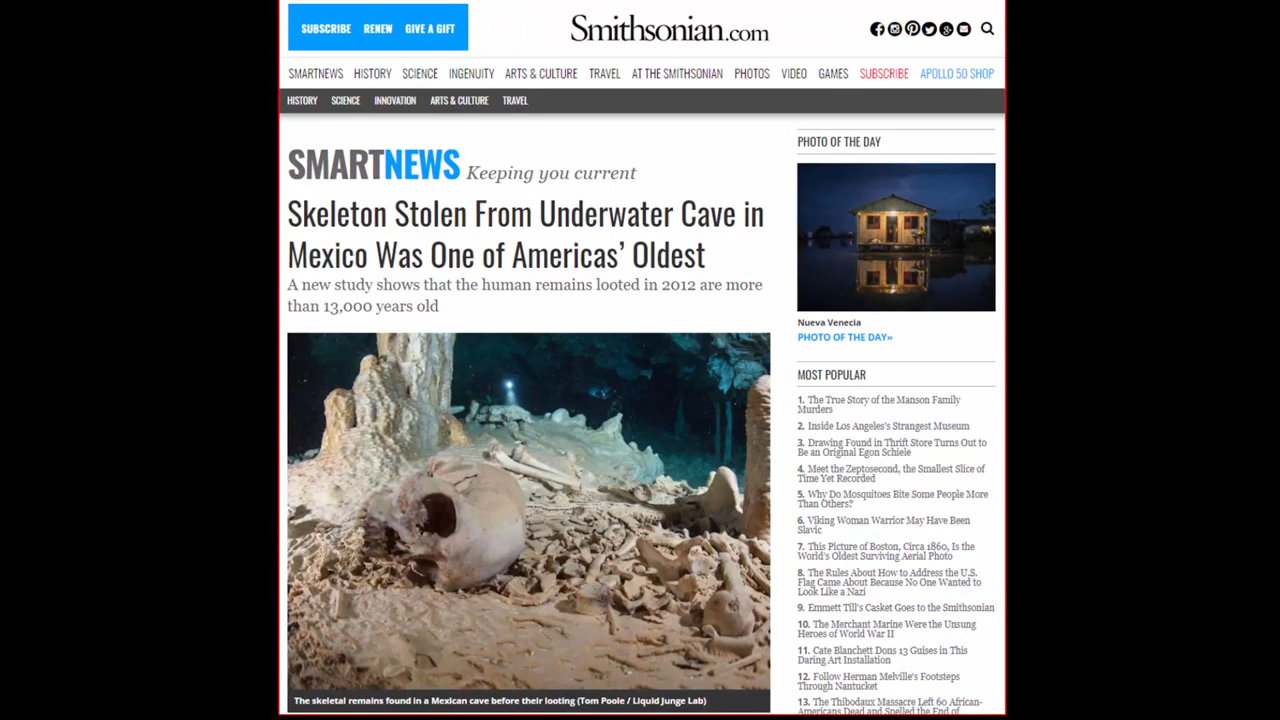 SUBSCRIBE RENEW GIVE A GIFT
Smithsonian.com
SMARTNEWS HISTORY SCIENCE INGENUITY ARTS & CULTURE TRAVEL AT THE SMITHSONIAN PHOTOS VIDEO GAMES SUBSCRIBE APOLLO 50 SHOP
HISTORY SCIENCE INNOVATION ARTS & CULTURE TRAVEL
SMARTNEWS Keeping you current
Skeleton Stolen From Underwater Cave in
Mexico Was One of Americas’ Oldest
A new study shows that the human remains looted in 2012 are more
than 13,000 years old
The skeletal remains found in a Mexican cave before their looting (Tom Poole / Liquid Junge Lab)
PHOTO OF THE DAY
Nueva Venecia
PHOTO OF THE DAY»
MOST POPULAR
1. The True Story of the Manson Family
Murders
2. Inside Los Angeles's Strangest Museum
3. Drawing Found in Thrift Store Turns Out to
Be an Original Egon Schiele
4. Meet the Zeptosecond, the Smallest Slice of
Time Yet Recorded
5. Why Do Mosquitoes Bite Some People More
Than Others?
6. Viking Woman Warrior May Have Been
Slavic
7. This Picture of Boston, Circa 1860, Is the
World's Oldest Surviving Aerial Photo
8. The Rules About How to Address the U.S.
Flag Came About Because No One Wanted to
Look Like a Nazi
9. Emmett Till's Casket Goes to the Smithsonian
10. The Merchant Marine Were the Unsung
Heroes of World War II
11. Cate Blanchett Dons 13 Guises in This
Daring Art Installation
12. Follow Herman Melville's Footsteps
Through Nantucket
13. The Thibodaux Massacre Left 60 African-
Americans Dead and Spelled the End of